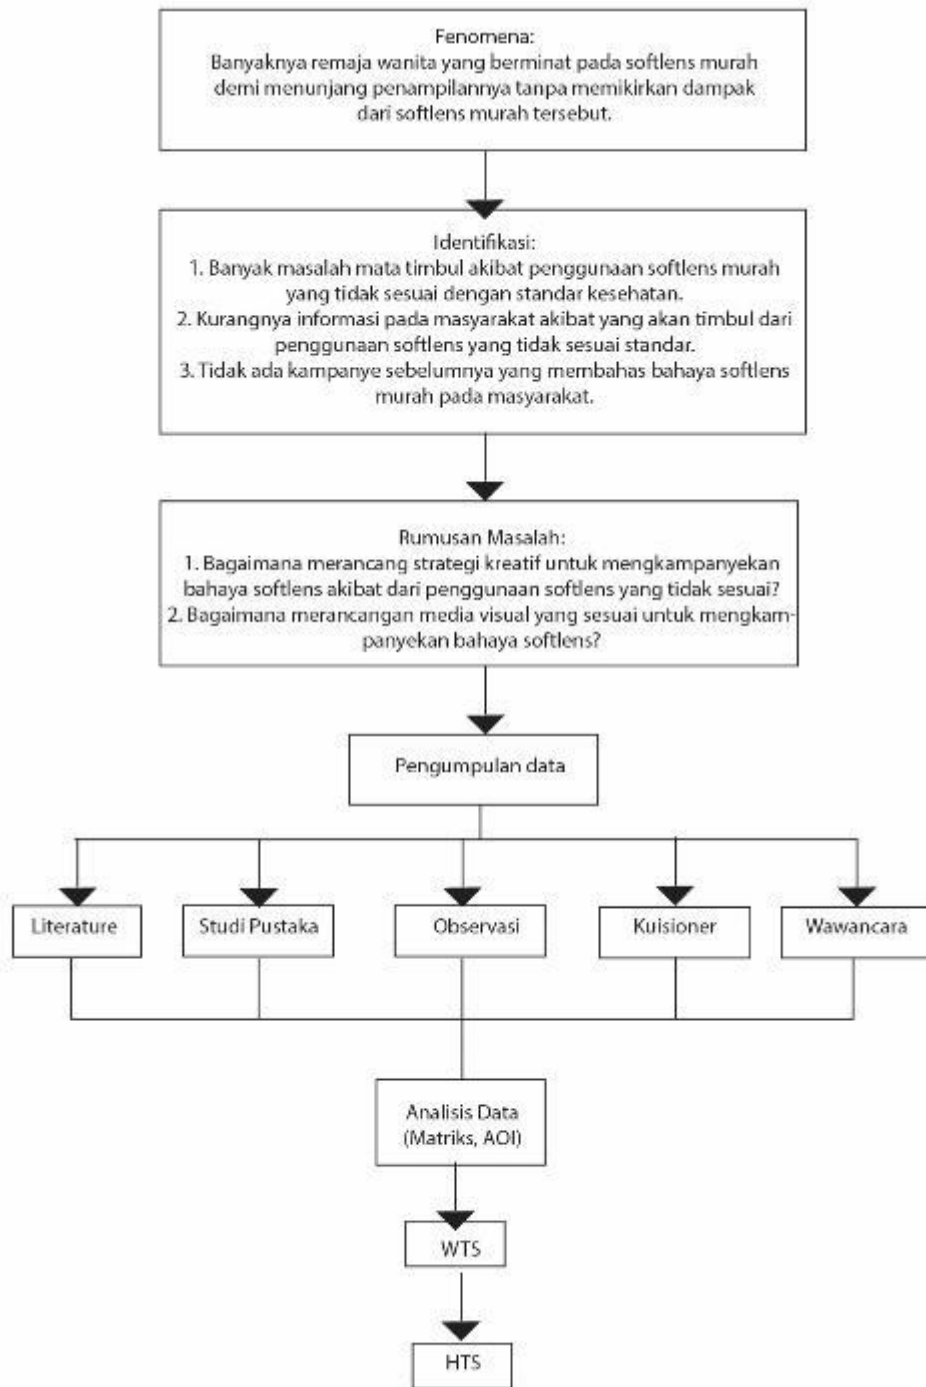 Fenomena:
Banyaknya remaja wanita yang berminat pada softlens murah
demi menunjang penampilannya tanpa memikirkan dampak
dari softlens murah tersebut.
Identifikasi:
1. Banyak masalah mata timbul akibat penggunaan softlens murah
yang tidak sesuai dengan standar kesehatan.
2. Kurangnya informasi pada masyarakat akibat yang akan timbul dari
penggunaan softlens yang tidak sesuai standar.
3. Tidak ada kampanye sebelumnya yang membahas bahaya softlens
murah pada masyarakat.
Rumusan Masalah:
1. Bagaimana merancang strategi kreatif untuk mengkampanyekan
bahaya softlens akibat dari penggunaan softlens yang tidak sesuai?
2. Bagaimana merancangan media visual yang sesuai untuk mengkam-
panyekan bahaya softlens?
Pengumpulan data
Literature
Studi Pustaka
Observasi
Kuisioner
Wawancara
Analisis Data
(Matriks, AOI)
WTS
HTS